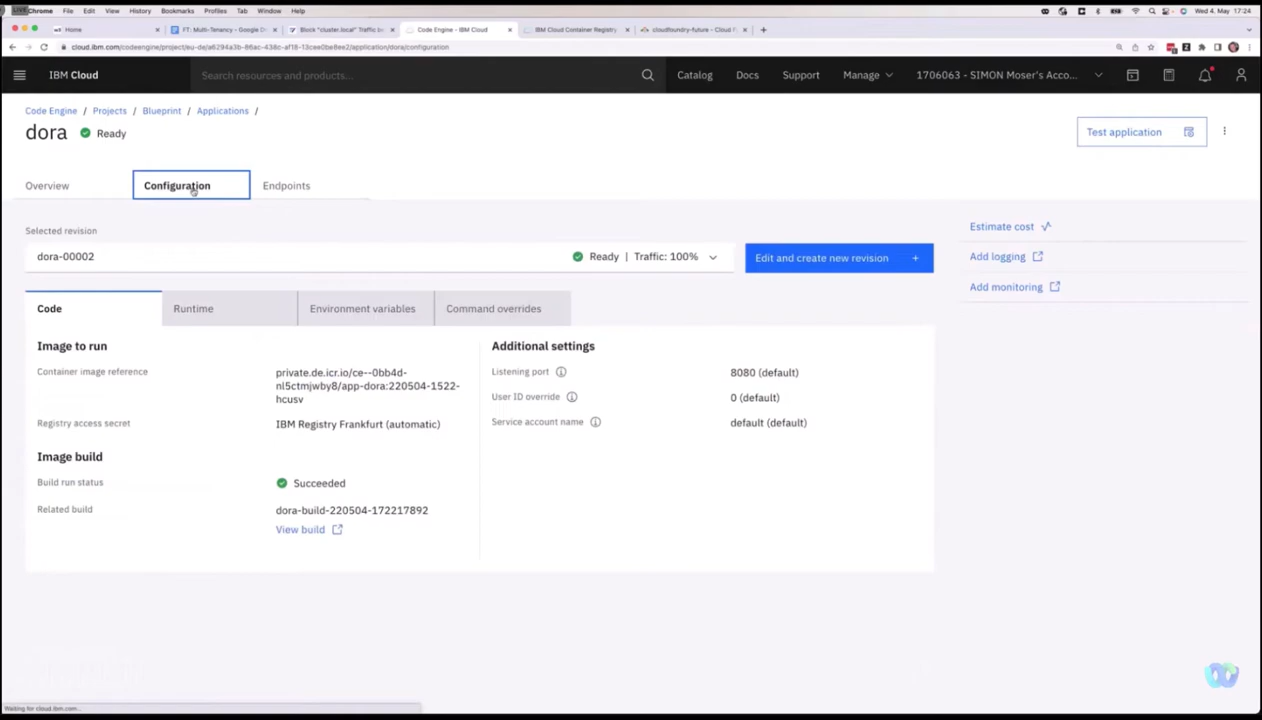 LIVE Chrome File Edit View History Bookmarks Profiles Tab Window Help Wed 4. May 17:24
Home FT: Multi-Tenancy - Google D Block "cluster.local" Traffic be Code Engine - IBM Cloud IBM Cloud Container Registry cloudfoundry-future - Cloud F
cloud.ibm.com/codeengine/project/eu-de/a6294a3b-86ac-438c-af18-13cee0be8ee2/application/dora/configuration
IBM Cloud Search resources and products... Catalog Docs Support Manage 1706063 - SIMON Moser's Acco...
Code Engine / Projects / Blueprint / Applications /
dora Ready Test application
Overview Configuration Endpoints
Selected revision
Estimate cost
dora-00002 Ready | Traffic: 100% Edit and create new revision +
Add logging
Add monitoring
Code Runtime Environment variables Command overrides
Image to run
Container image reference private.de.icr.io/ce--0bb4d-
nl5ctmjwby8/app-dora:220504-1522-
hcusv
Registry access secret IBM Registry Frankfurt (automatic)
Image build
Build run status Succeeded
Related build dora-build-220504-172217892
View build
Additional settings
Listening port 8080 (default)
User ID override 0 (default)
Service account name default (default)
Waiting for cloud.ibm.com...